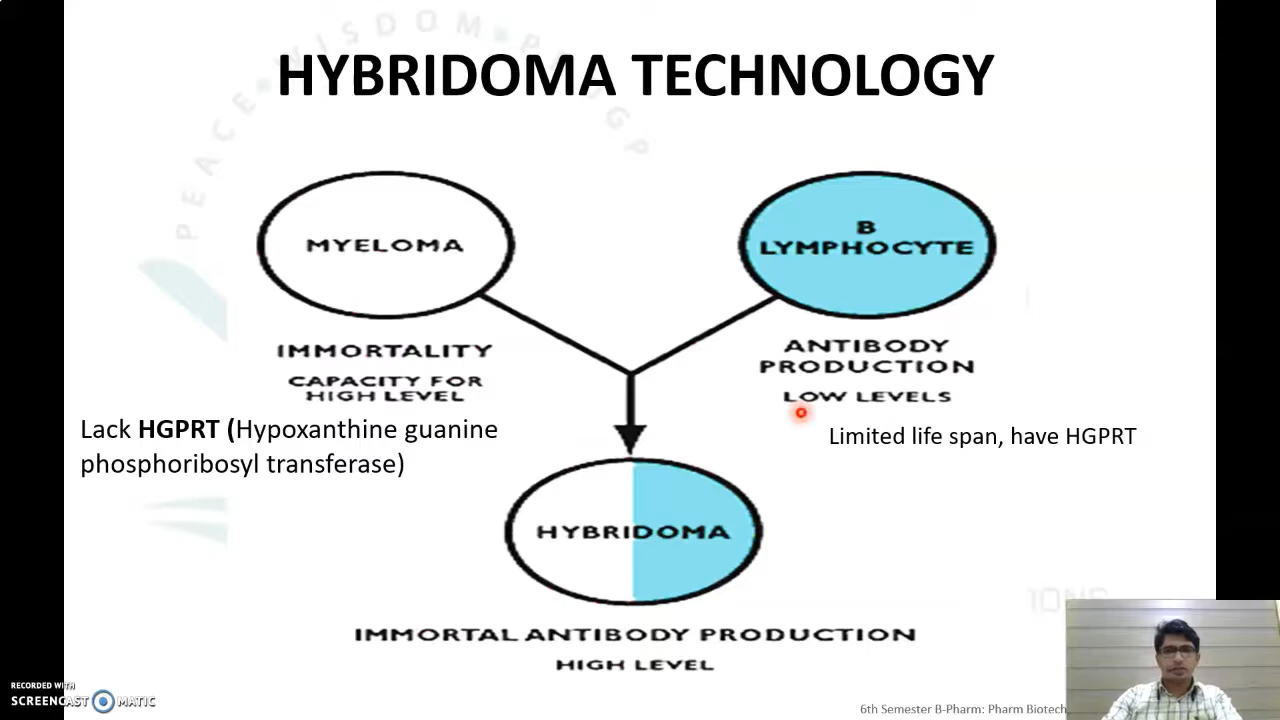 HYBRIDOMA TECHNOLOGY
PEACE • WISDOM • P
MYELOMA
B
LYMPHOCYTE
IMMORTALITY
CAPACITY FOR
HIGH LEVEL
ANTIBODY
PRODUCTION
LOW LEVELS
Lack HGPRT (Hypoxanthine guanine
phosphoribosyl transferase)
Limited life span, have HGPRT
HYBRIDOMA
IMMORTAL ANTIBODY PRODUCTION
HIGH LEVEL
RECORDED WITH
SCREENCAST MATIC
6th Semester B-Pharm: Pharm Biotech